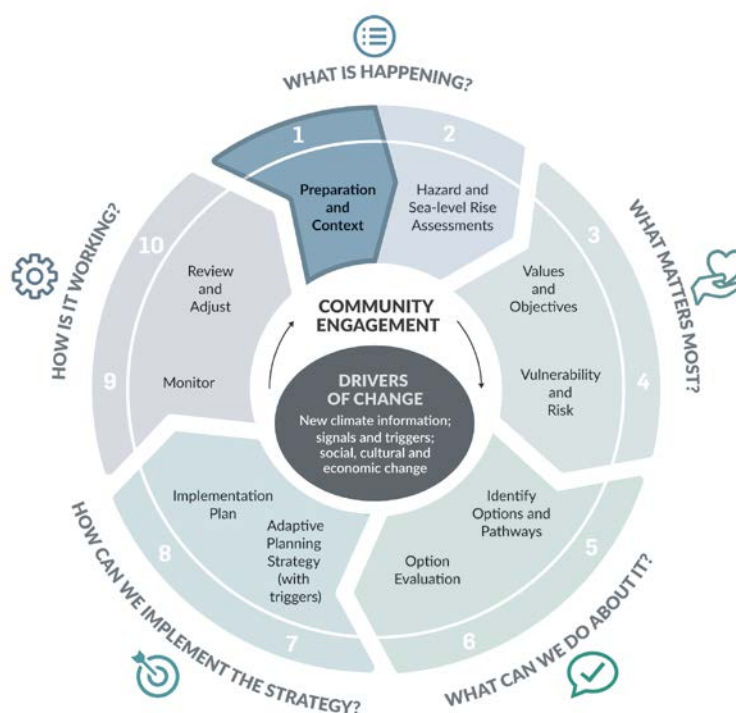 WHAT IS HAPPENING?
1
Preparation
and
Context
2
Hazard and
Sea-level Rise
Assessments
WHAT MATTERS MOST?
3
Values
and
Objectives
4
Vulnerability
and
Risk
WHAT CAN WE DO ABOUT IT?
5
Identify
Options and
Pathways
6
Option
Evaluation
HOW CAN WE IMPLEMENT THE STRATEGY?
7
Adaptive
Planning
Strategy
(with
triggers)
8
Implementation
Plan
HOW IS IT WORKING?
9
Monitor
10
Review
and
Adjust
COMMUNITY
ENGAGEMENT
DRIVERS
OF CHANGE
New climate information;
signals and triggers;
social, cultural and
economic change